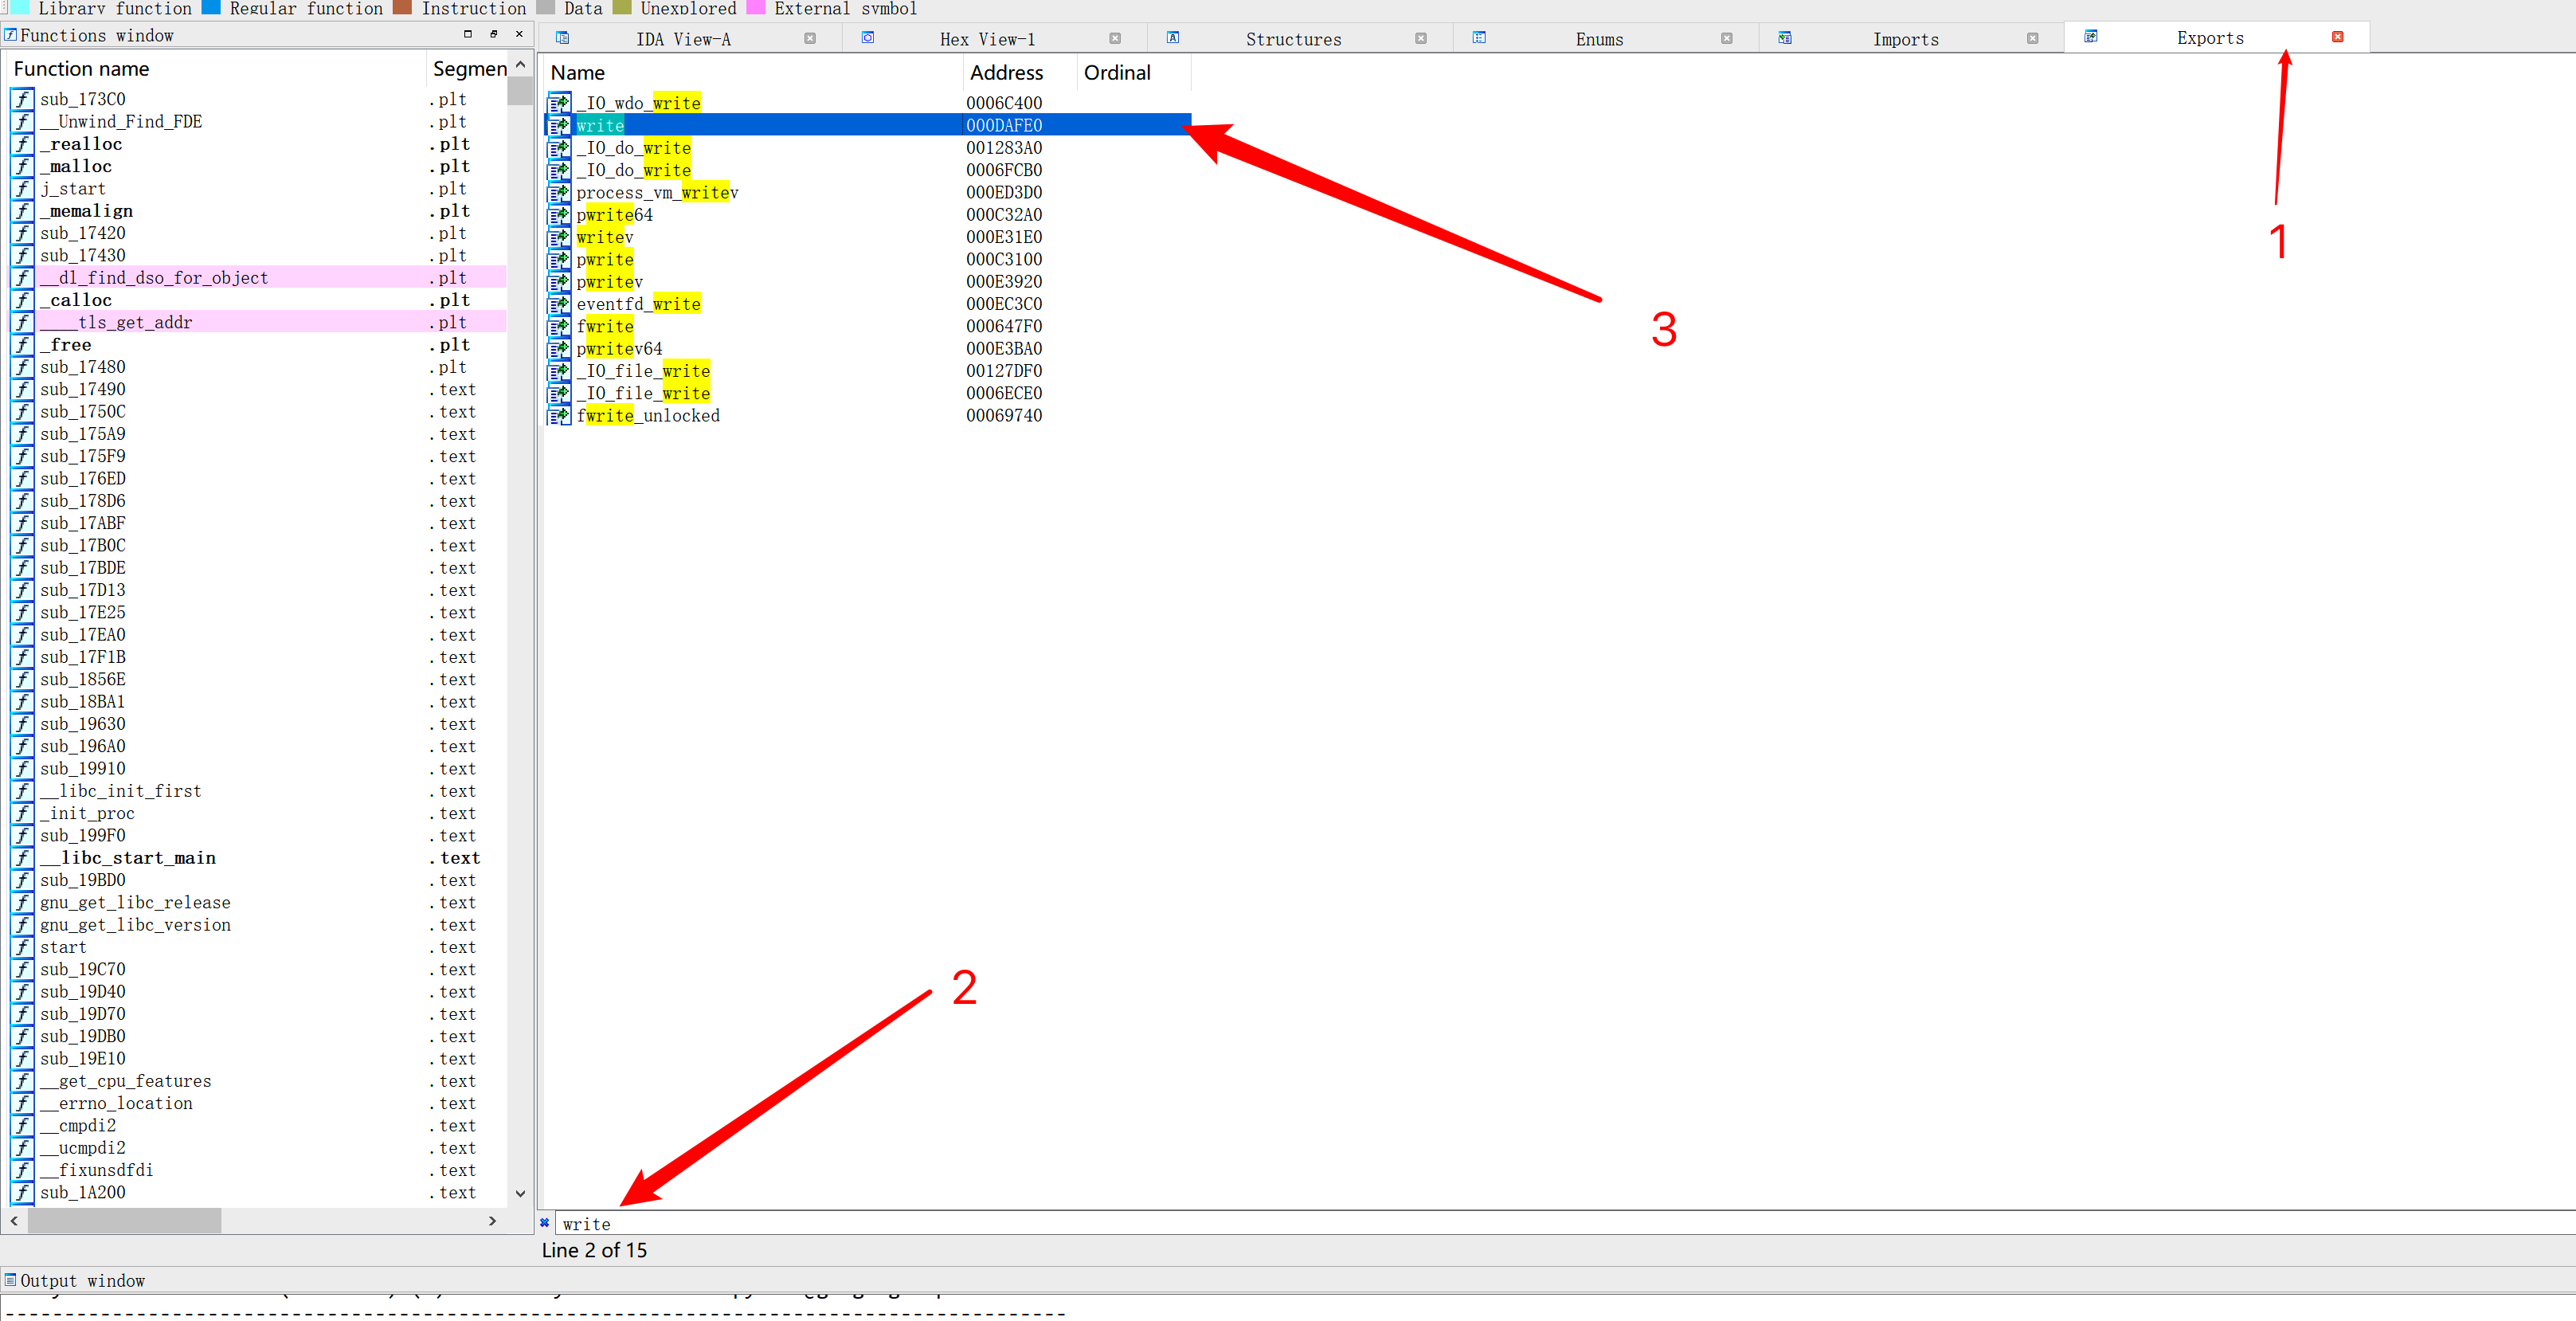 Library function Regular function Instruction Data Unexplored External symbol
Functions window
IDA View-A Hex View-1 Structures Enums Imports Exports
Function name Segmen
sub_173C0 .plt
__Unwind_Find_FDE .plt
_realloc .plt
_malloc .plt
j_start .plt
_memalign .plt
sub_17420 .plt
sub_17430 .plt
__dl_find_dso_for_object .plt
_calloc .plt
____tls_get_addr .plt
_free .plt
sub_17480 .plt
sub_17490 .text
sub_1750C .text
sub_175A9 .text
sub_175F9 .text
sub_176ED .text
sub_178D6 .text
sub_17ABF .text
sub_17B0C .text
sub_17BDE .text
sub_17D13 .text
sub_17E25 .text
sub_17EA0 .text
sub_17F1B .text
sub_1856E .text
sub_18BA1 .text
sub_19630 .text
sub_196A0 .text
sub_19910 .text
__libc_init_first .text
_init_proc .text
sub_199F0 .text
__libc_start_main .text
sub_19BD0 .text
gnu_get_libc_release .text
gnu_get_libc_version .text
start .text
sub_19C70 .text
sub_19D40 .text
sub_19D70 .text
sub_19DB0 .text
sub_19E10 .text
__get_cpu_features .text
__errno_location .text
__cmpdi2 .text
__ucmpdi2 .text
__fixunsdfdi .text
sub_1A200 .text
Name Address Ordinal
_IO_wdo_write 0006C400
write 000DAFE0
_IO_do_write 001283A0
_IO_do_write 0006FCB0
process_vm_writev 000ED3D0
pwrite64 000C32A0
writev 000E31E0
pwrite 000C3100
pwritev 000E3920
eventfd_write 000EC3C0
fwrite 000647F0
pwritev64 000E3BA0
_IO_file_write 00127DF0
_IO_file_write 0006ECE0
fwrite_unlocked 00069740
1
3
2
write
Line 2 of 15
Output window